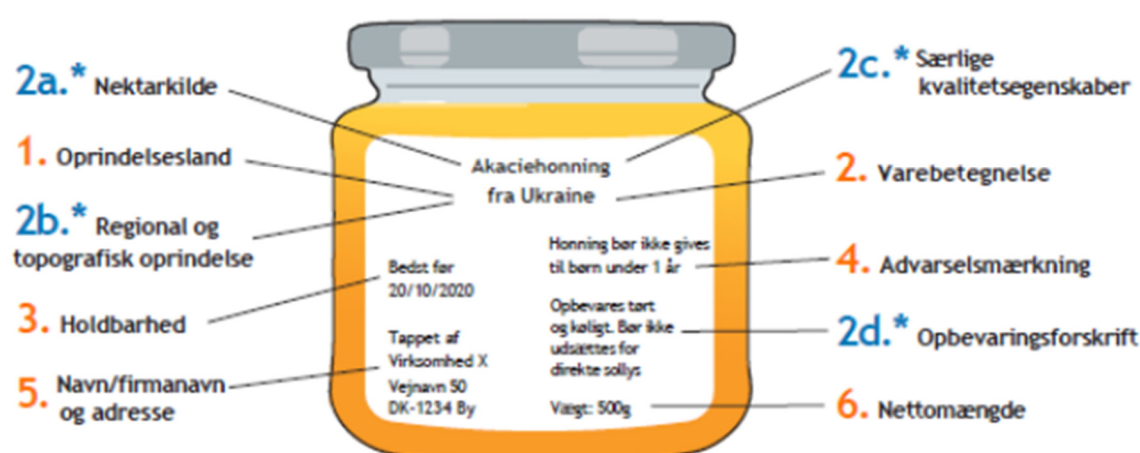 2a.* Nektarkilde
1. Oprindelsesland
2b.* Regional og
topografisk oprindelse
3. Holdbarhed
5. Navn/firmanavn
og adresse
Akaciehonning
fra Ukraine
Bedst før
20/10/2020
Tappet af
Virksomhed X
Vejnavn 50
DK-1234 By
Honning bør ikke gives
til børn under 1 år
Opbevares tørt
og køligt. Bør ikke
udsættes for
direkte sollys
Vægt: 500g
2c.* Særlige
kvalitetsegenskaber
2. Varebetegnelse
4. Advarselsmærkning
2d.* Opbevaringsforskrift
6. Nettomængde